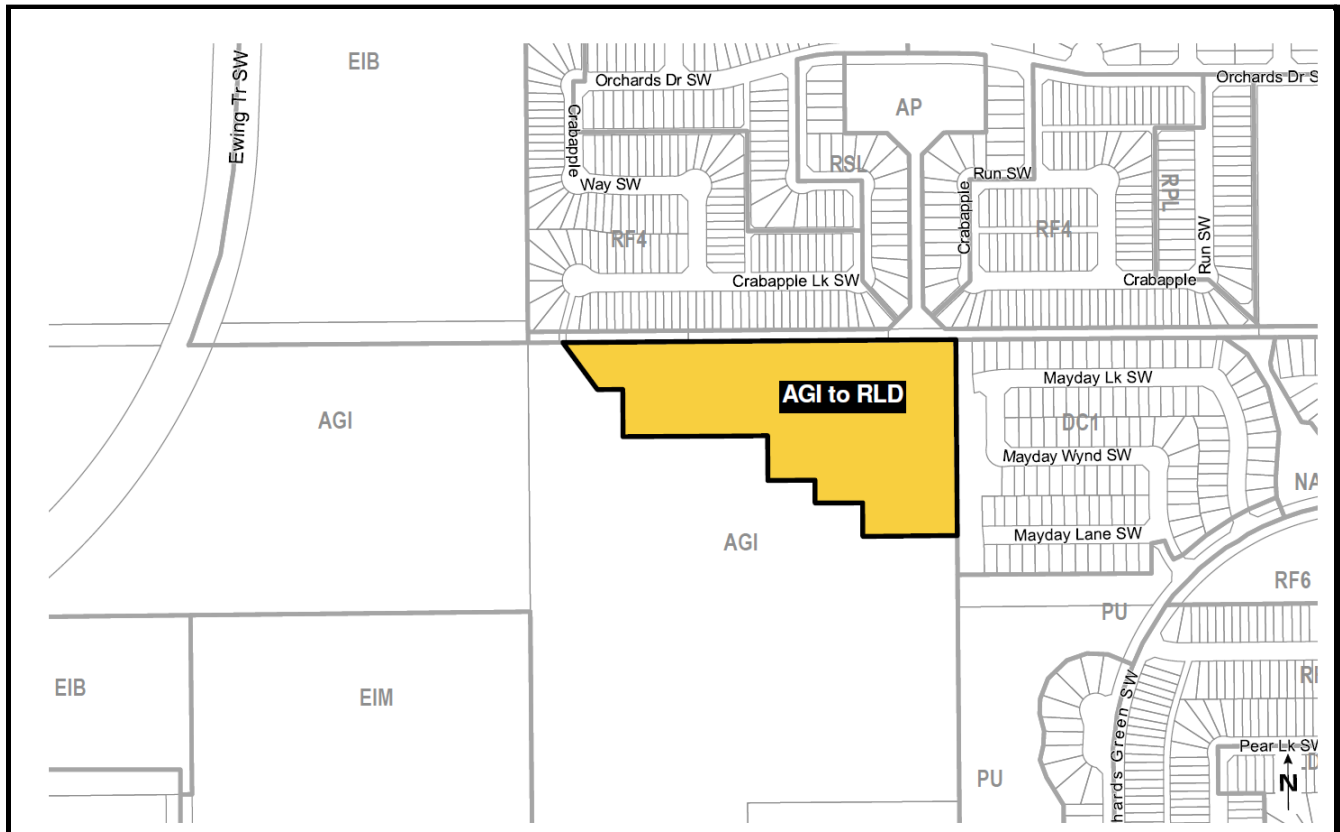 EIB
Ewing Tr SW
Orchards Dr SW
Orchards Dr S
AP
Crabapple
RSL
Way SW
Crabapple
Run SW
RPL
RF4
RF4
Run SW
Crabapple Lk SW
Crabapple
AGI to RLD
Mayday Lk SW
AGI
DC1
Mayday Wynd SW
NA
AGI
Mayday Lane SW
RF6
PU
EIB
EIM
hards Green SW
Pear Lk SW
PU
N